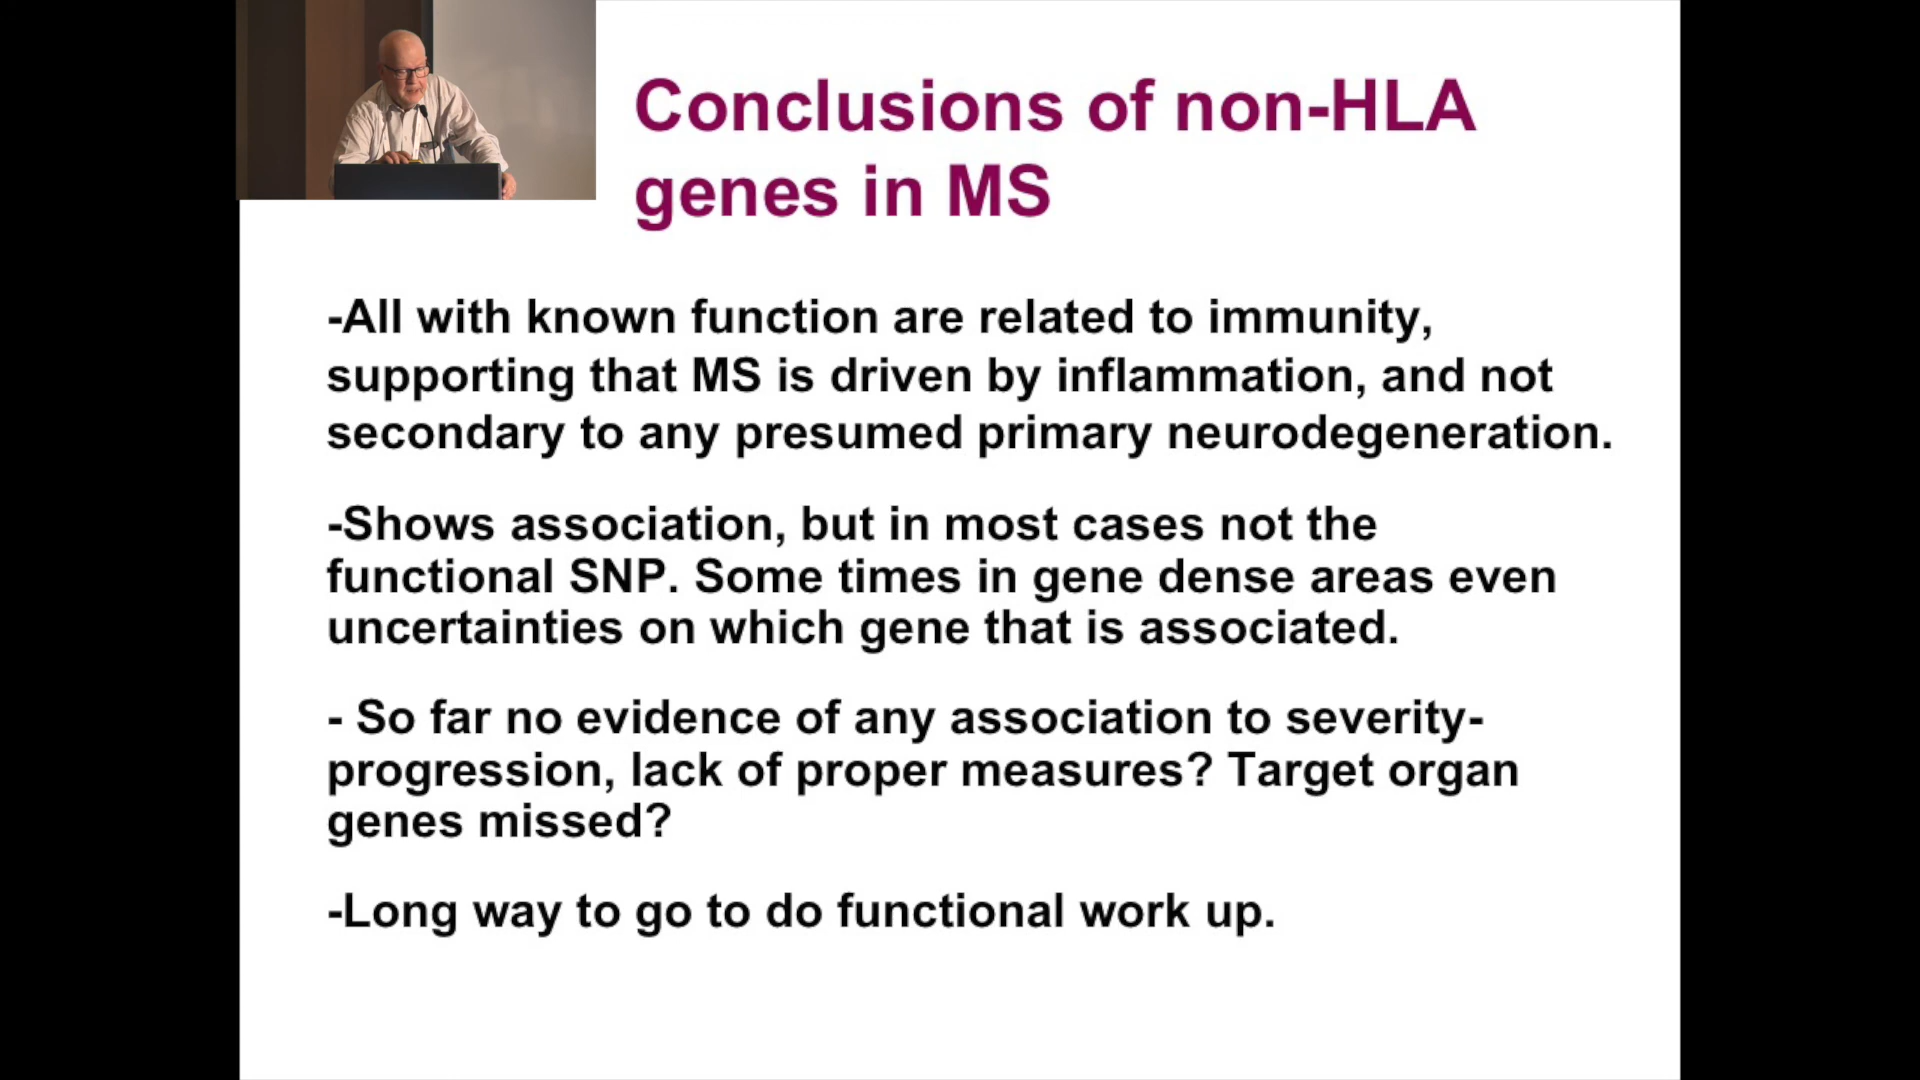 Conclusions of non-HLA
genes in MS
-All with known function are related to immunity,
supporting that MS is driven by inflammation, and not
secondary to any presumed primary neurodegeneration.
-Shows association, but in most cases not the
functional SNP. Some times in gene dense areas even
uncertainties on which gene that is associated.
- So far no evidence of any association to severity-
progression, lack of proper measures? Target organ
genes missed?
-Long way to go to do functional work up.